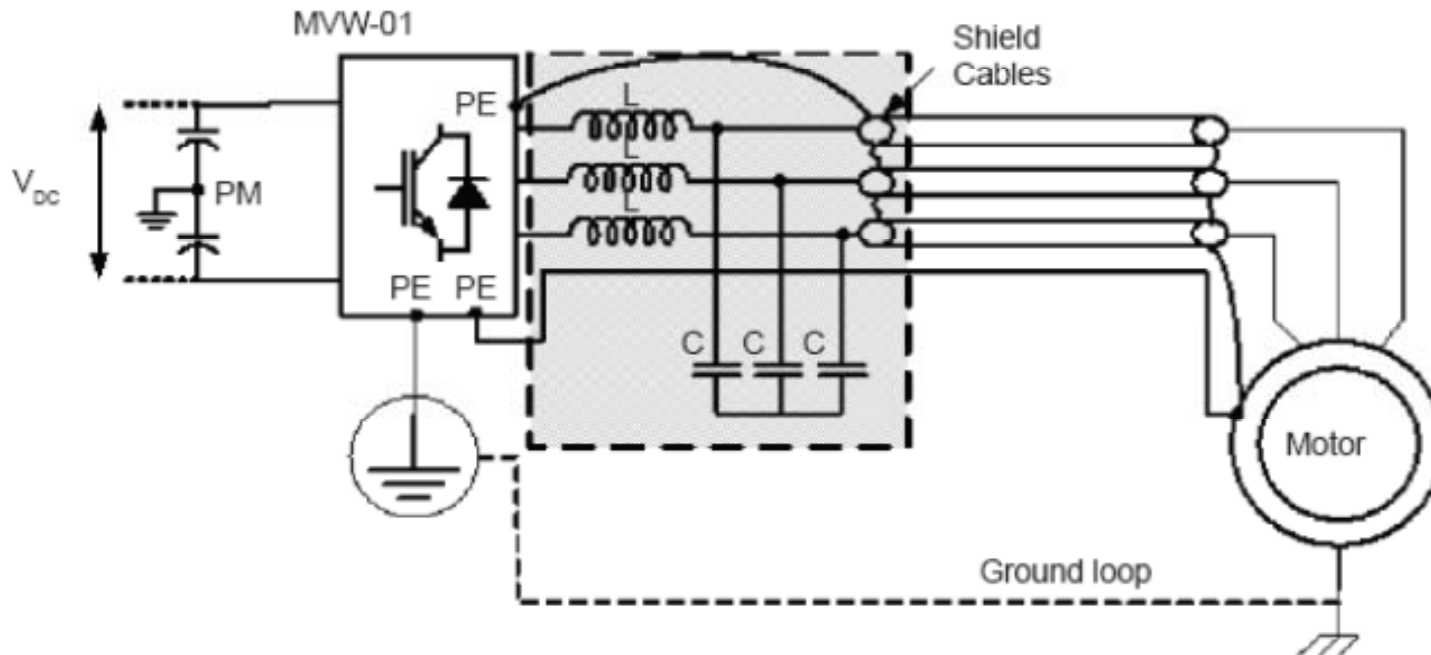 MVW-01
Shield
Cables
PE
L
L
L
V_DC
PM
PE
PE
C
C
C
Motor
Ground loop